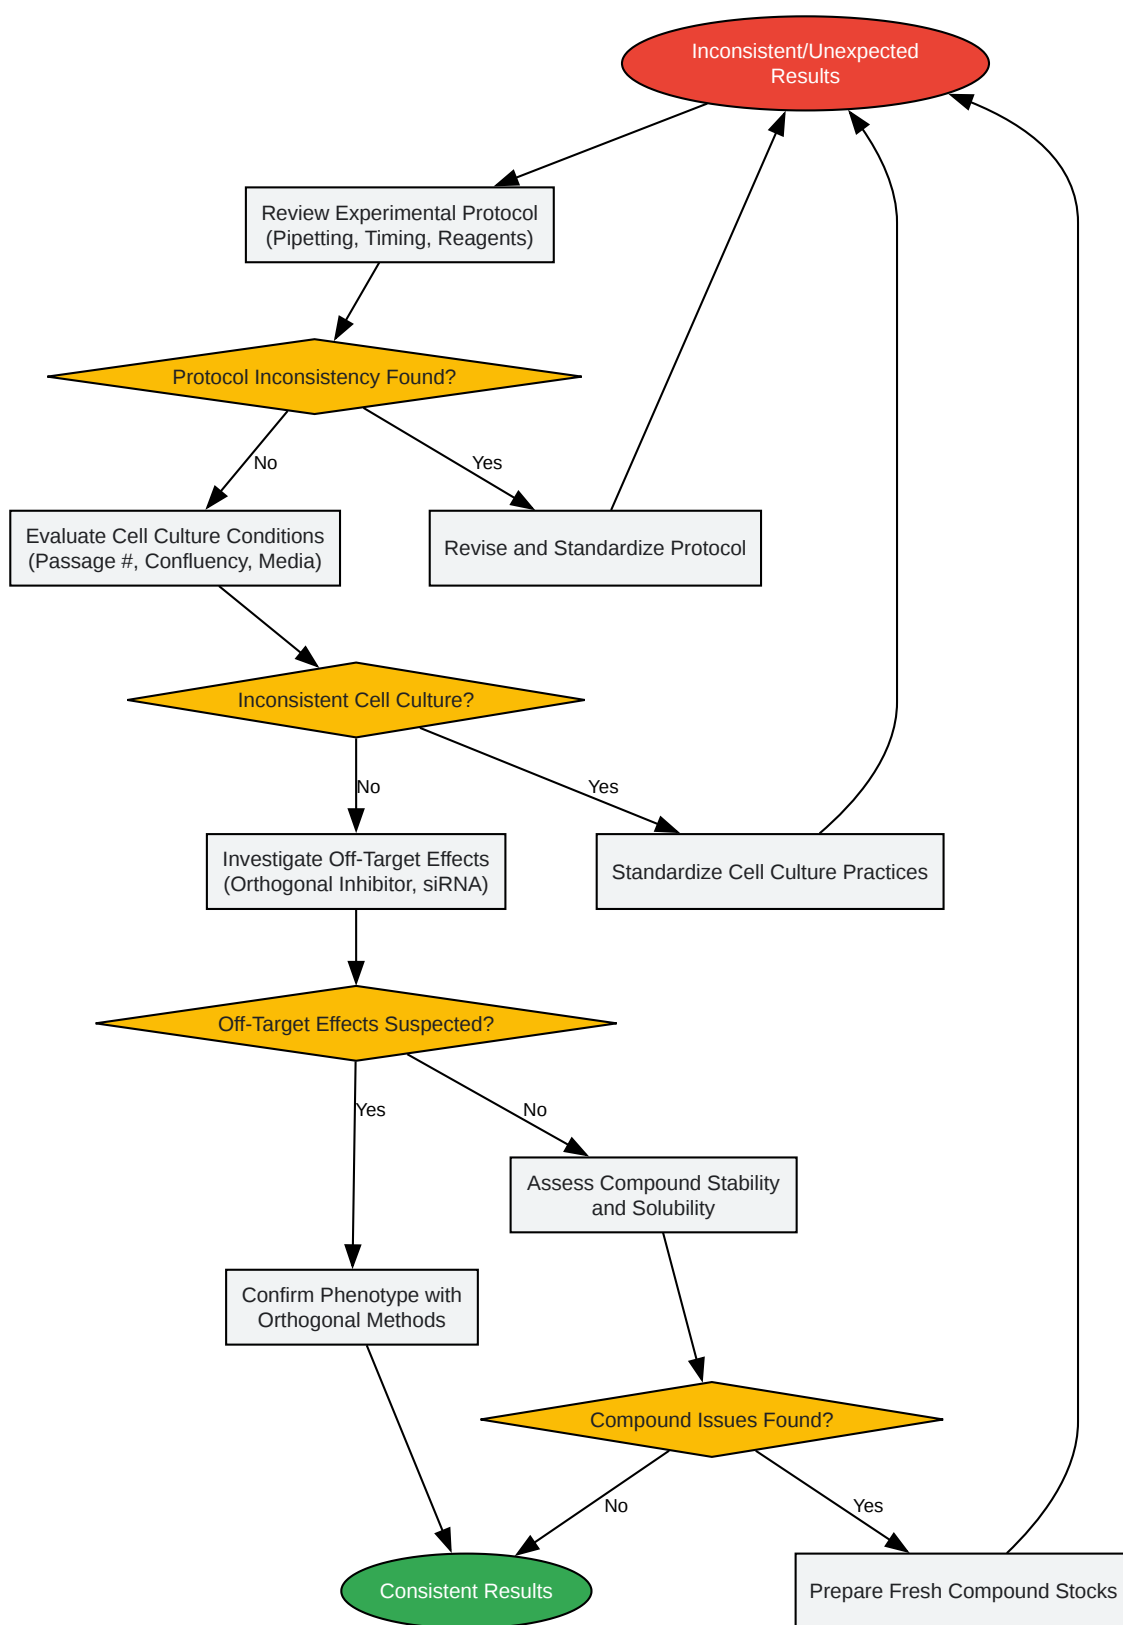 Inconsistent/Unexpected
Results
Review Experimental Protocol
(Pipetting, Timing, Reagents)
Protocol Inconsistency Found?
No
Yes
Evaluate Cell Culture Conditions
(Passage #, Confluency, Media)
Revise and Standardize Protocol
Inconsistent Cell Culture?
No
Yes
Investigate Off-Target Effects
(Orthogonal Inhibitor, siRNA)
Standardize Cell Culture Practices
Off-Target Effects Suspected?
Yes
No
Assess Compound Stability
and Solubility
Confirm Phenotype with
Orthogonal Methods
Compound Issues Found?
No
Yes
Consistent Results
Prepare Fresh Compound Stocks